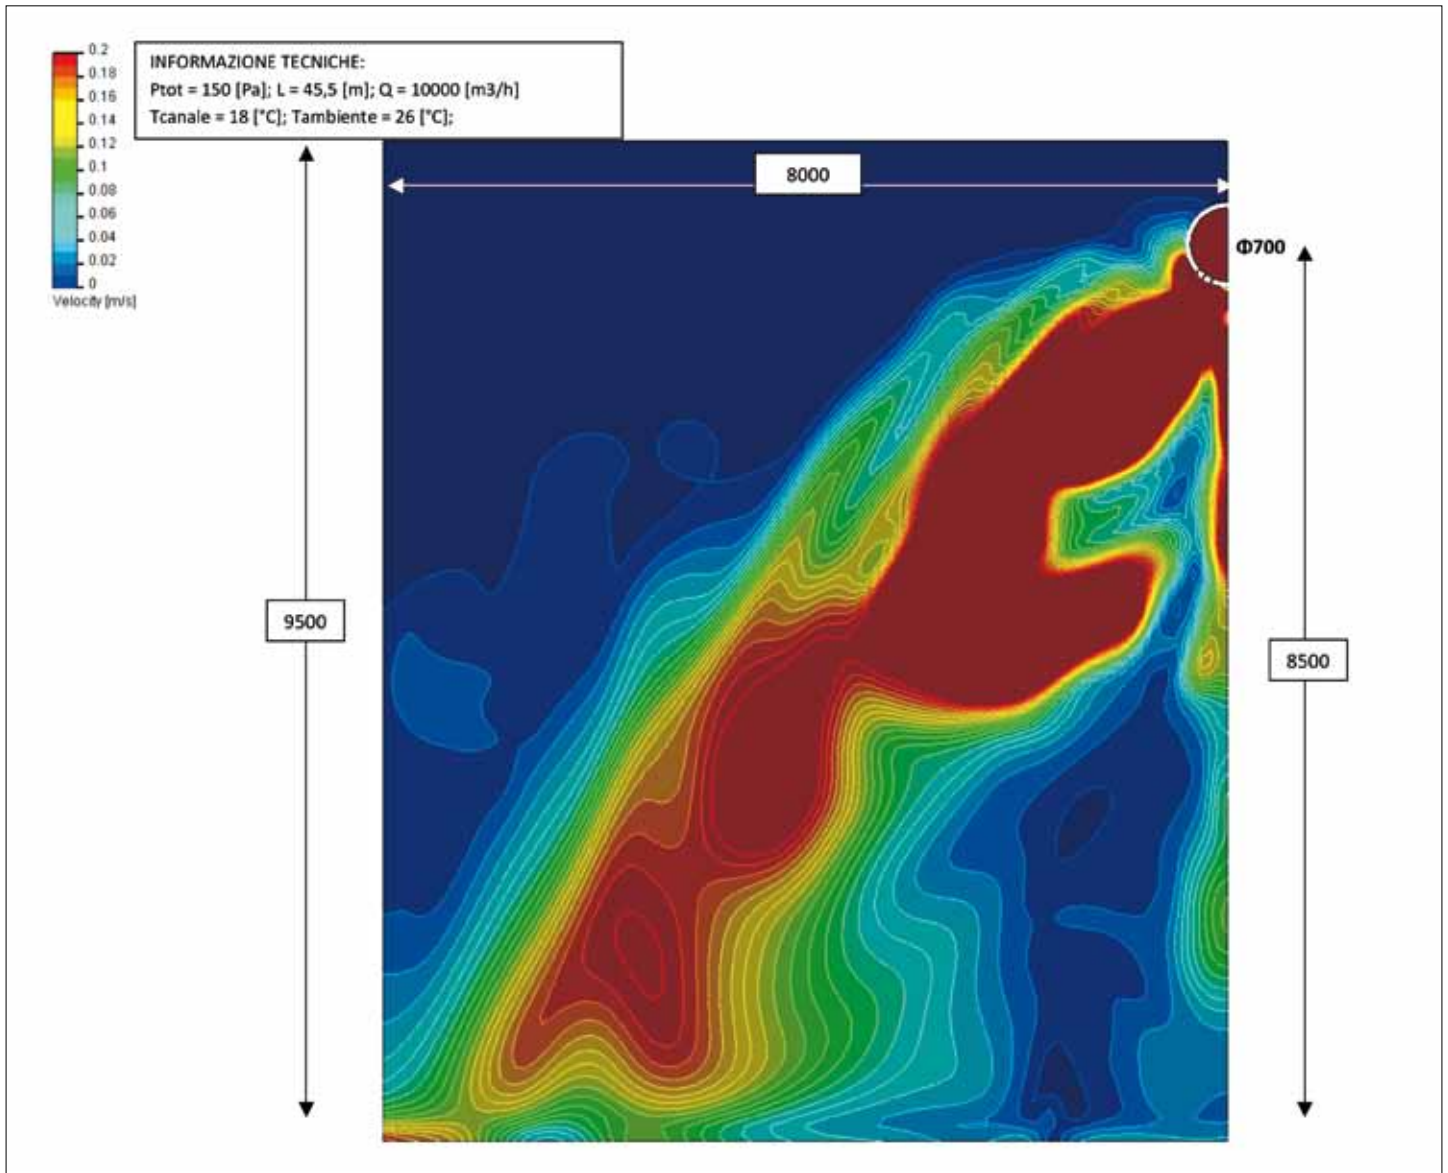 0.2
0.18
0.16
0.14
0.12
0.1
0.08
0.06
0.04
0.02
0
Velocity [m/s]
INFORMAZIONE TECNICHE:
Ptot = 150 [Pa]; L = 45,5 [m]; Q = 10000 [m3/h]
Tcanale = 18 [°C]; Tambiente = 26 [°C];
8000
Φ700
9500
8500